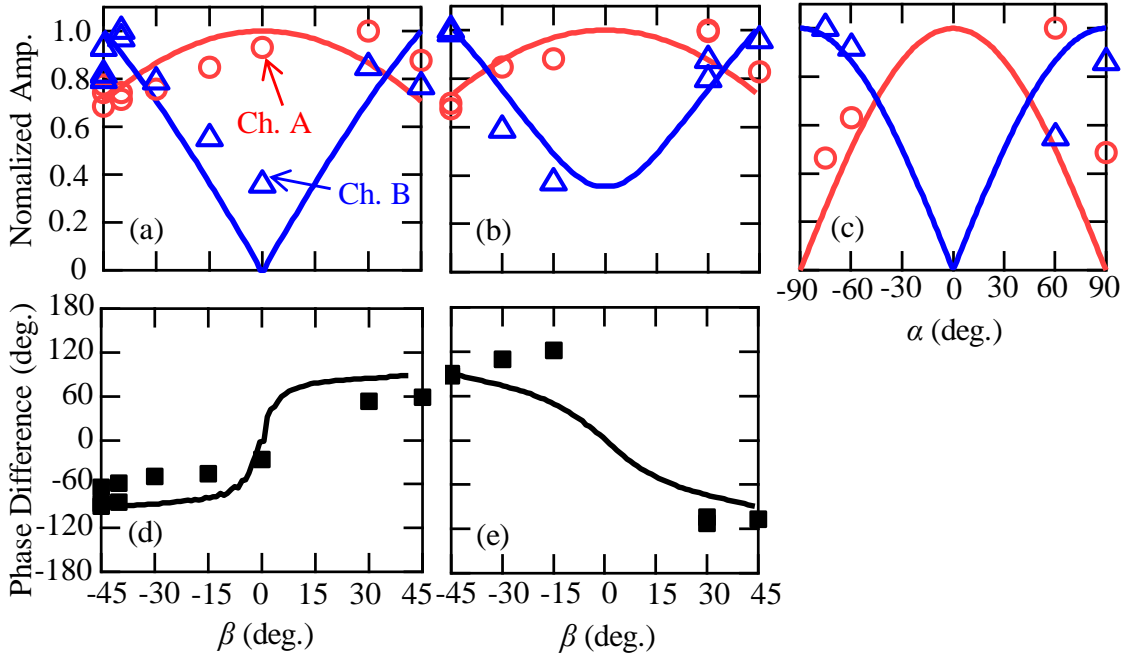 Nomalized Amp.
1.0
0.8
0.6
0.4
0.2
0
Ch. A
Ch. B
(a)
(b)
(c)
-90 -60 0 30 60 90
α (deg.)
Phase Difference (deg.)
180
120
60
0
-60
-120
-180
(d)
(e)
-45 -30 -15 0 15 30 45
-45 -30 -15 0 15 30 45
β (deg.)
β (deg.)